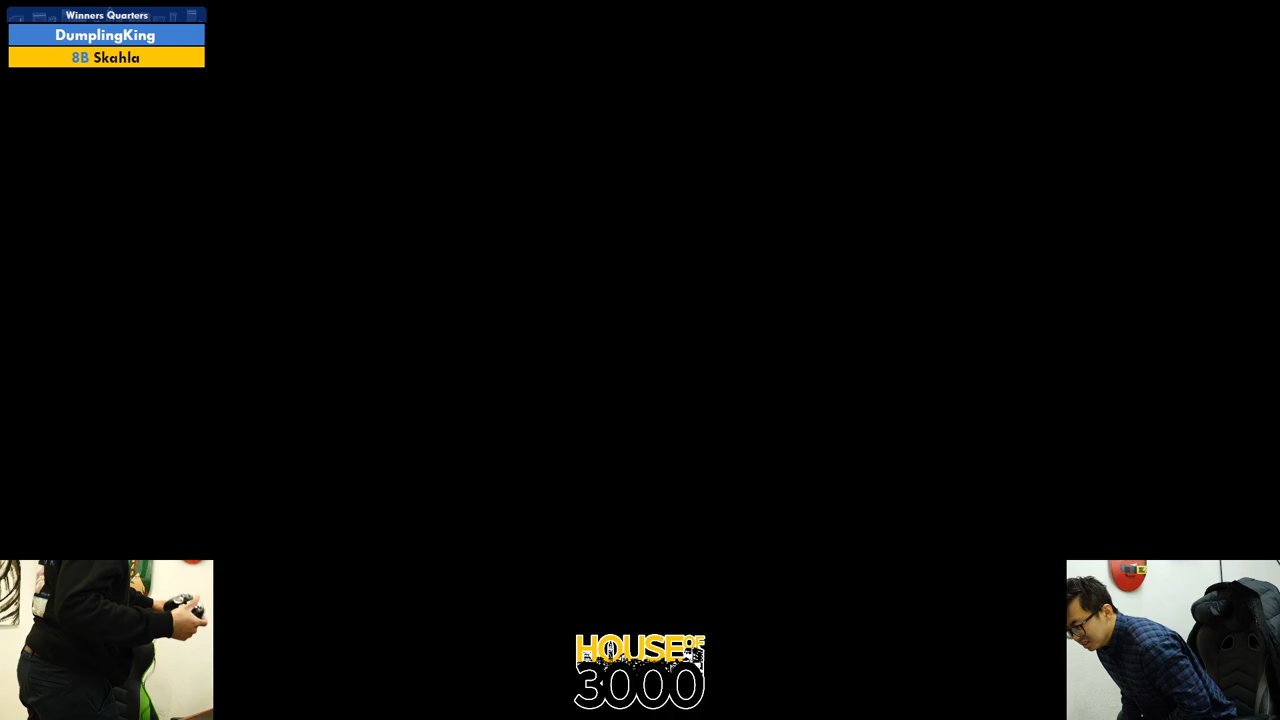 Winners Quarters
DumplingKing
8B Skahla
HOUSE OF
3000